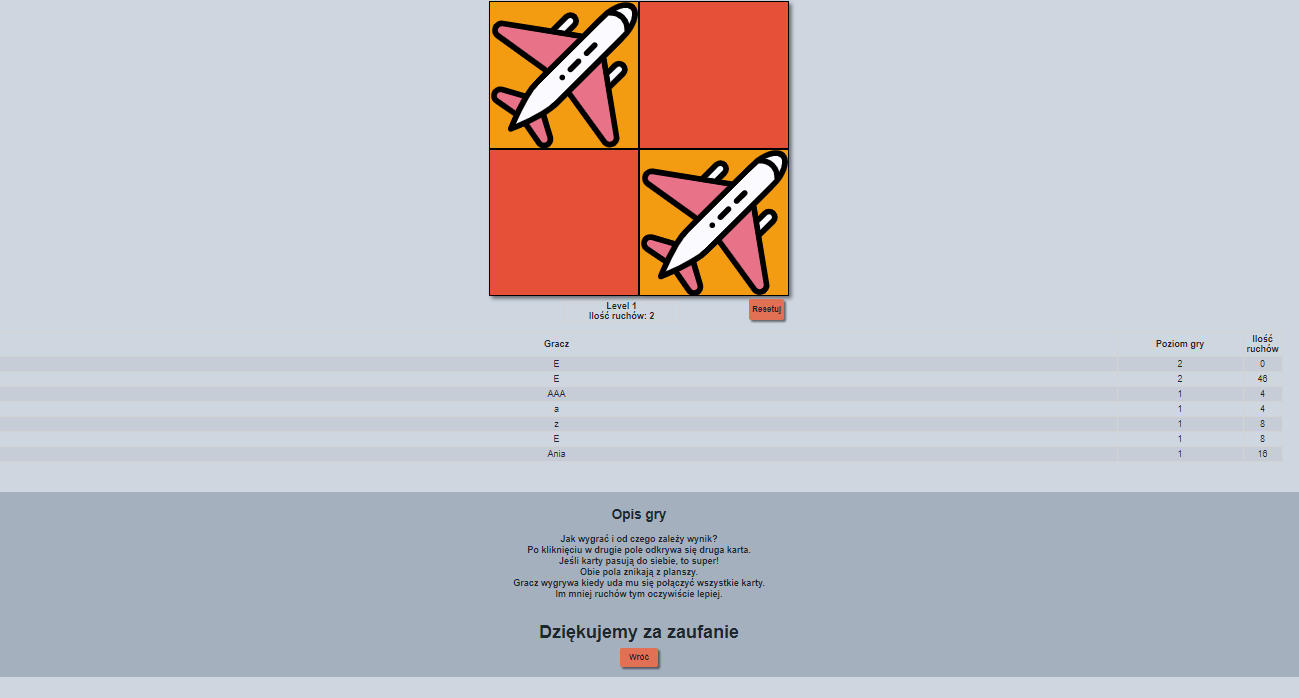 Level 1
Ilość ruchów: 2
Resetuj
Gracz Poziom gry Ilość ruchów
E 2 0
E 2 46
AAA 1 4
a 1 4
z 1 8
E 1 8
Ania 1 16
Opis gry
Jak wygrać i od czego zależy wynik?
Po kliknięciu w drugie pole odkrywa się druga karta.
Jeśli karty pasują do siebie, to super!
Obie pola znikają z planszy.
Gracz wygrywa kiedy uda mu się połączyć wszystkie karty.
Im mniej ruchów tym oczywiście lepiej.
Dziękujemy za zaufanie
Wróć